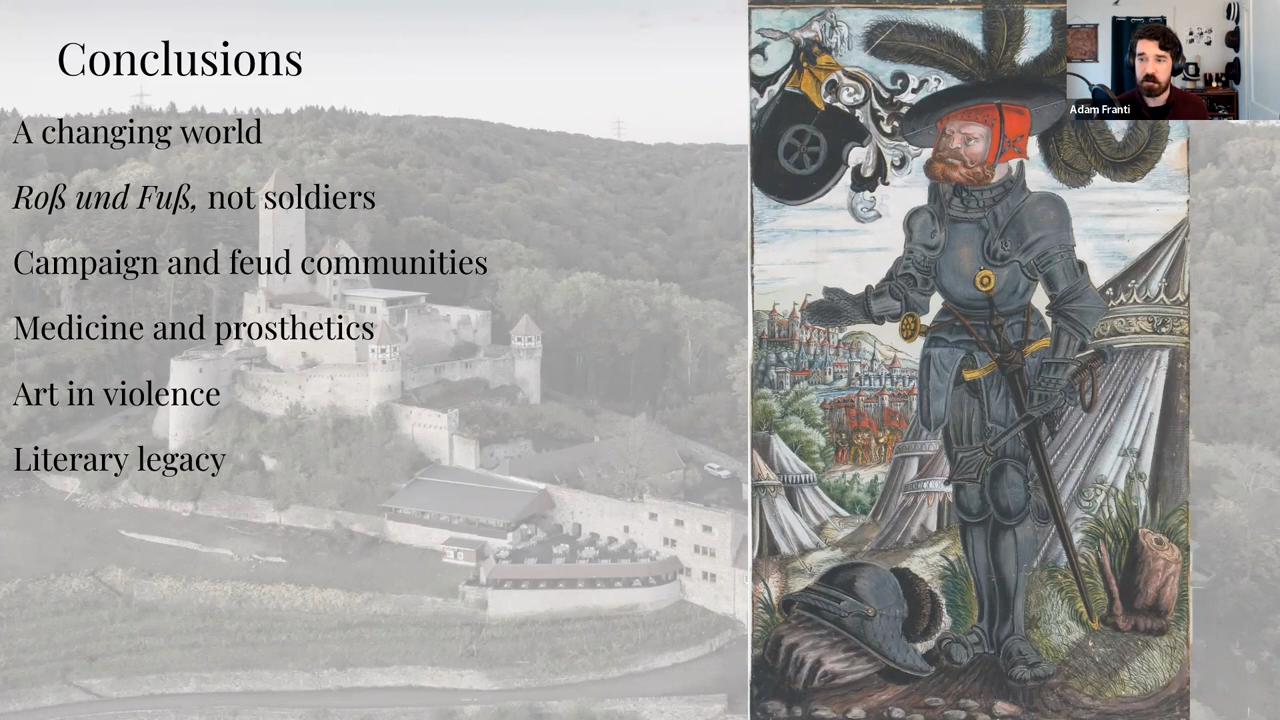 Conclusions
A changing world
Roß und Fuß, not soldiers
Campaign and feud communities
Medicine and prosthetics
Art in violence
Literary legacy
Adam Franti